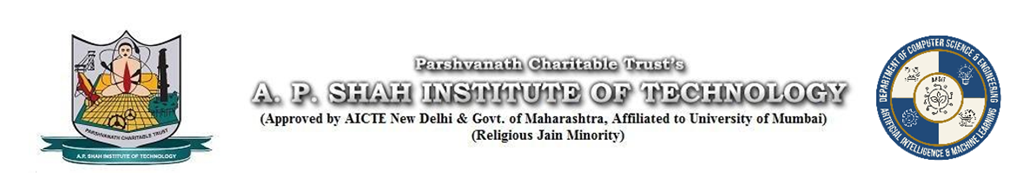 PARSHVANATH CHARITABLE TRUST
A.P. SHAH INSTITUTE OF TECHNOLOGY
Parshvanath Charitable Trust's
A. P. SHAH INSTITUTE OF TECHNOLOGY
(Approved by AICTE New Delhi & Govt. of Maharashtra, Affiliated to University of Mumbai)
(Religious Jain Minority)
DEPARTMENT OF COMPUTER SCIENCE & ENGINEERING
ARTIFICIAL INTELLIGENCE & MACHINE LEARNING
APSIT